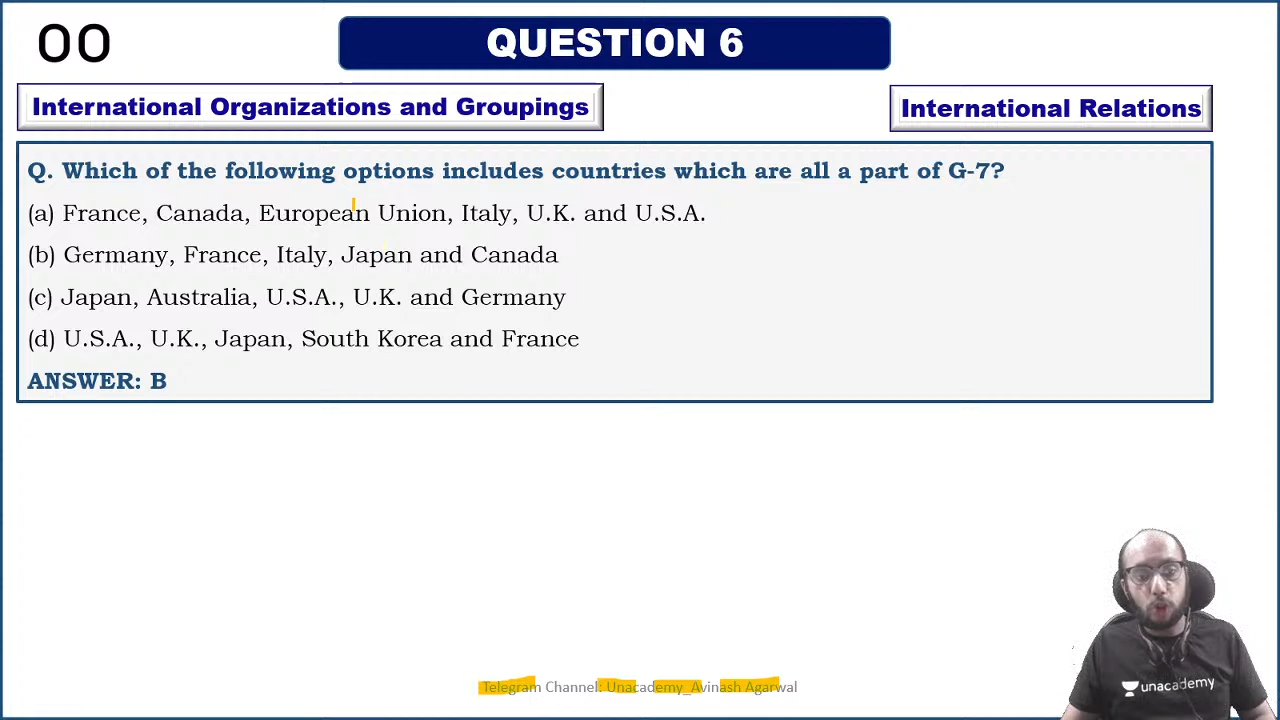 00
QUESTION 6
International Organizations and Groupings
International Relations
Q. Which of the following options includes countries which are all a part of G-7?
(a) France, Canada, European Union, Italy, U.K. and U.S.A.
(b) Germany, France, Italy, Japan and Canada
(c) Japan, Australia, U.S.A., U.K. and Germany
(d) U.S.A., U.K., Japan, South Korea and France
ANSWER: B
unacademy
Telegram Channel: Unacademy_Avinash Agarwal